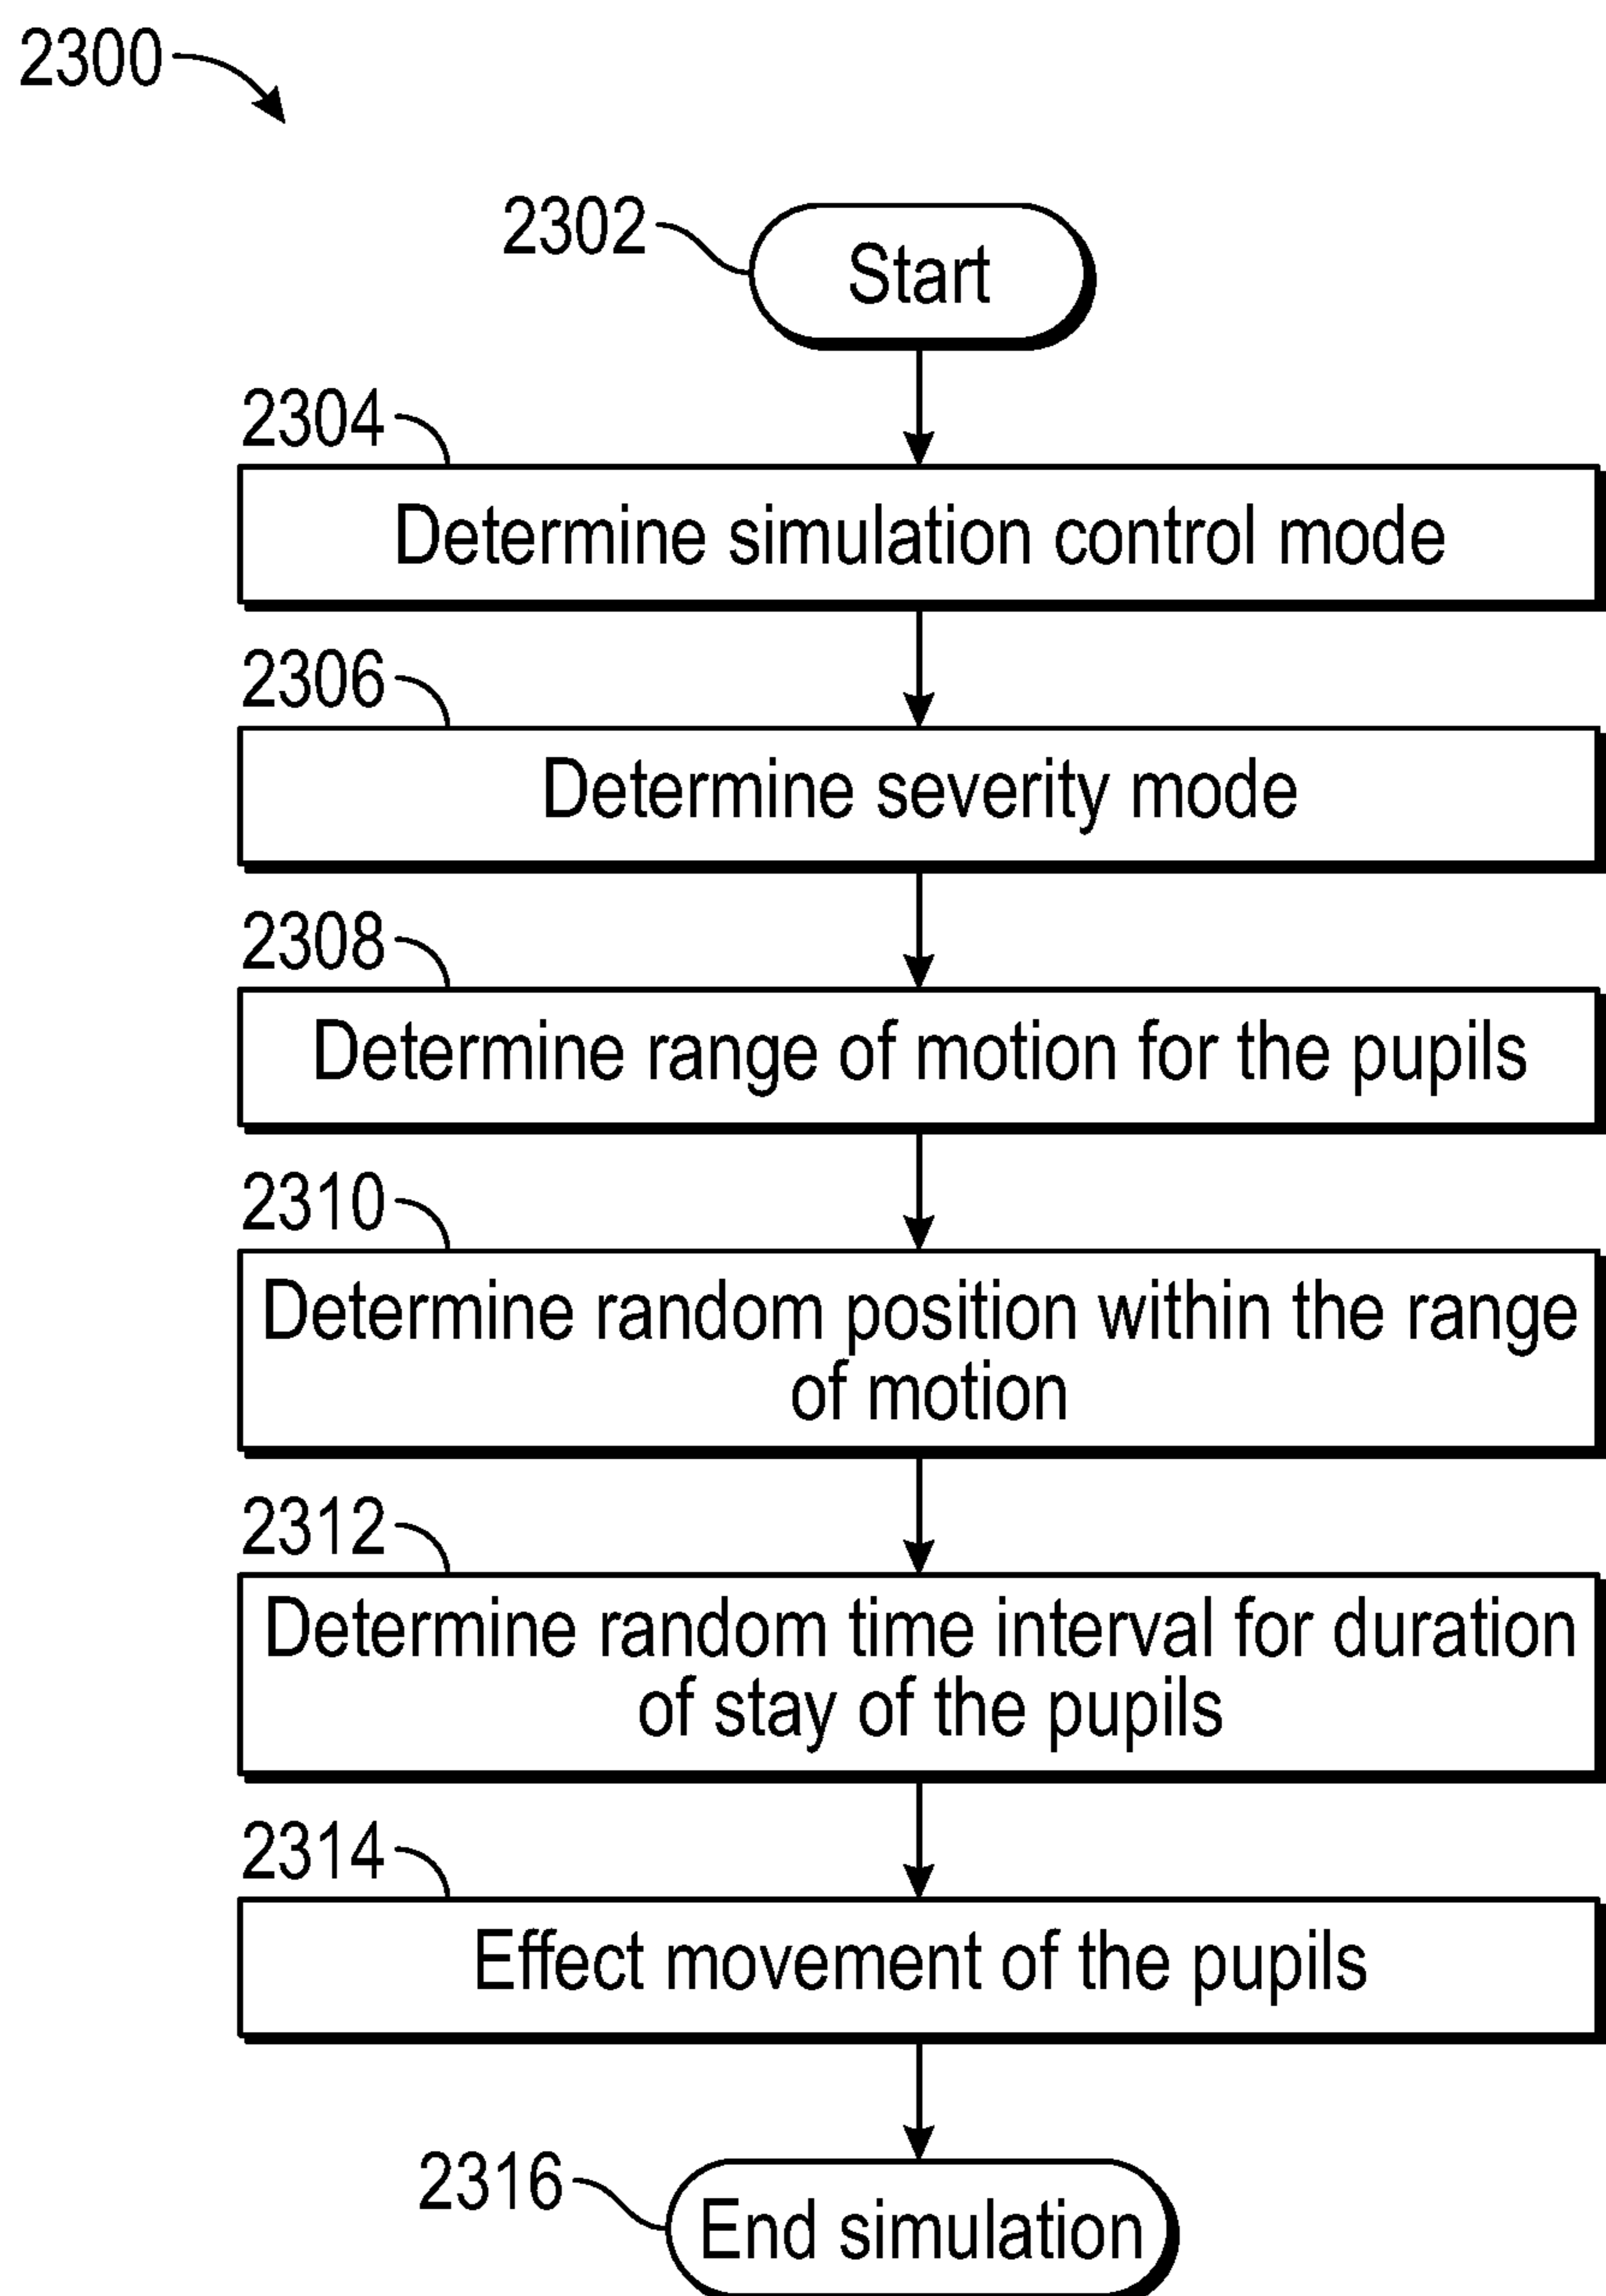 2300
2302
Start
2304
Determine simulation control mode
2306
Determine severity mode
2308
Determine range of motion for the pupils
2310
Determine random position within the range
of motion
2312
Determine random time interval for duration
of stay of the pupils
2314
Effect movement of the pupils
2316
End simulation